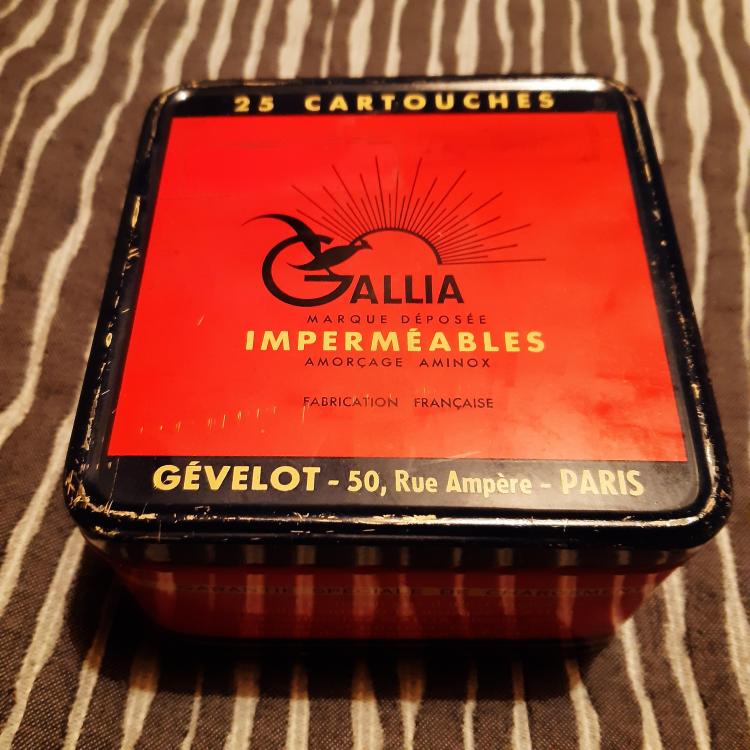 25 CARTOUCHES
GALLIA
MARQUE DÉPOSÉE
IMPERMÉABLES
AMORÇAGE AMINOX
FABRICATION FRANÇAISE
GÉVELOT - 50, Rue Ampère - PARIS